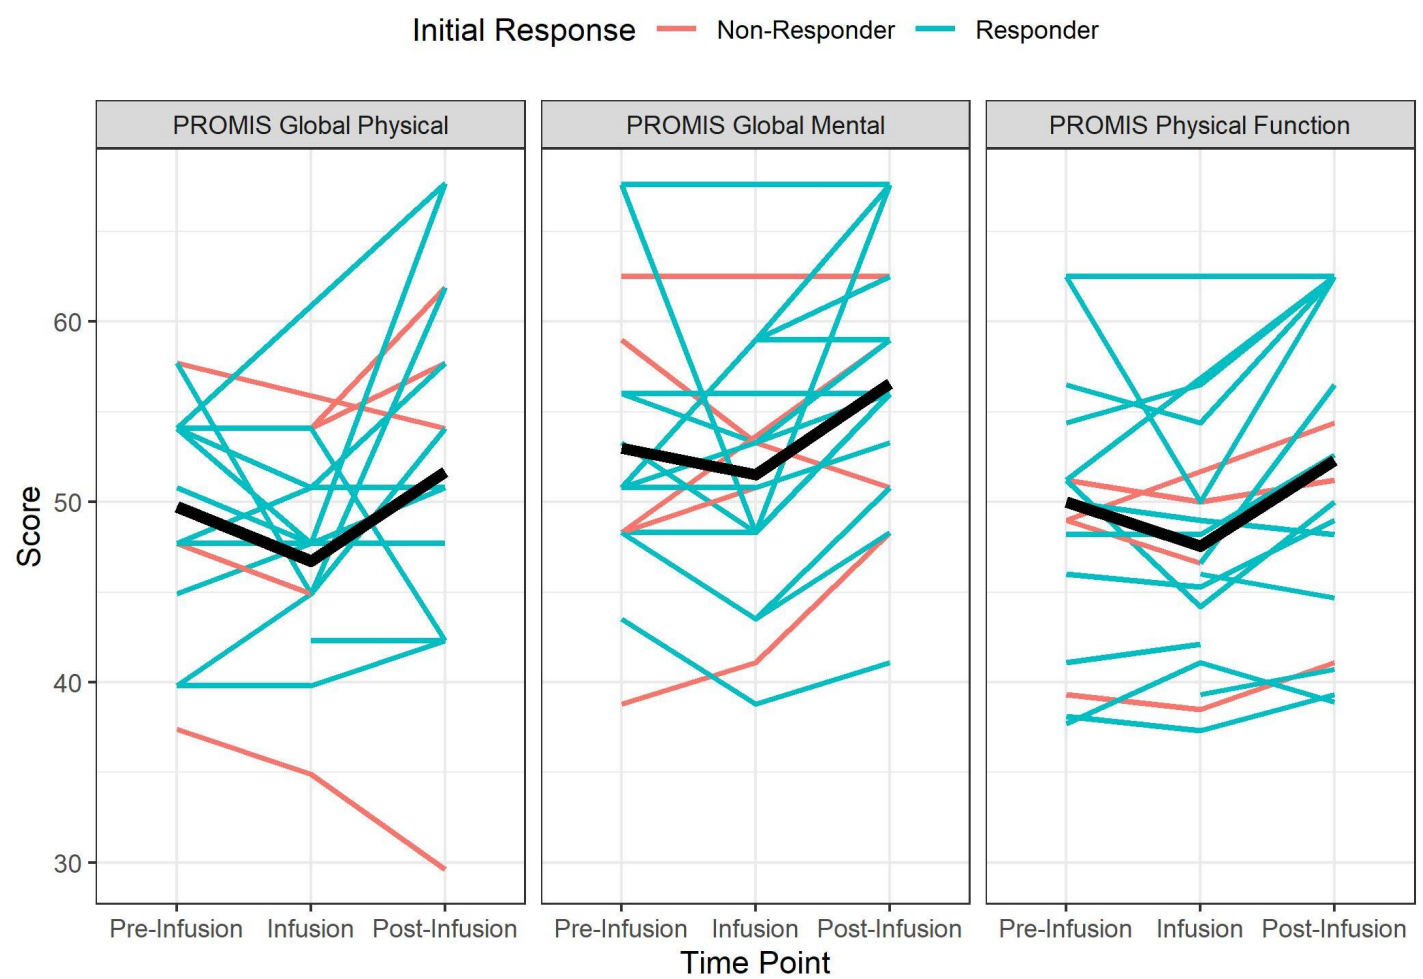 Initial Response Non-Responder Responder
PROMIS Global Physical PROMIS Global Mental PROMIS Physical Function
60
50
40
30
Score
Pre-Infusion Infusion Post-Infusion Pre-Infusion Infusion Post-Infusion Pre-Infusion Infusion Post-Infusion
Time Point